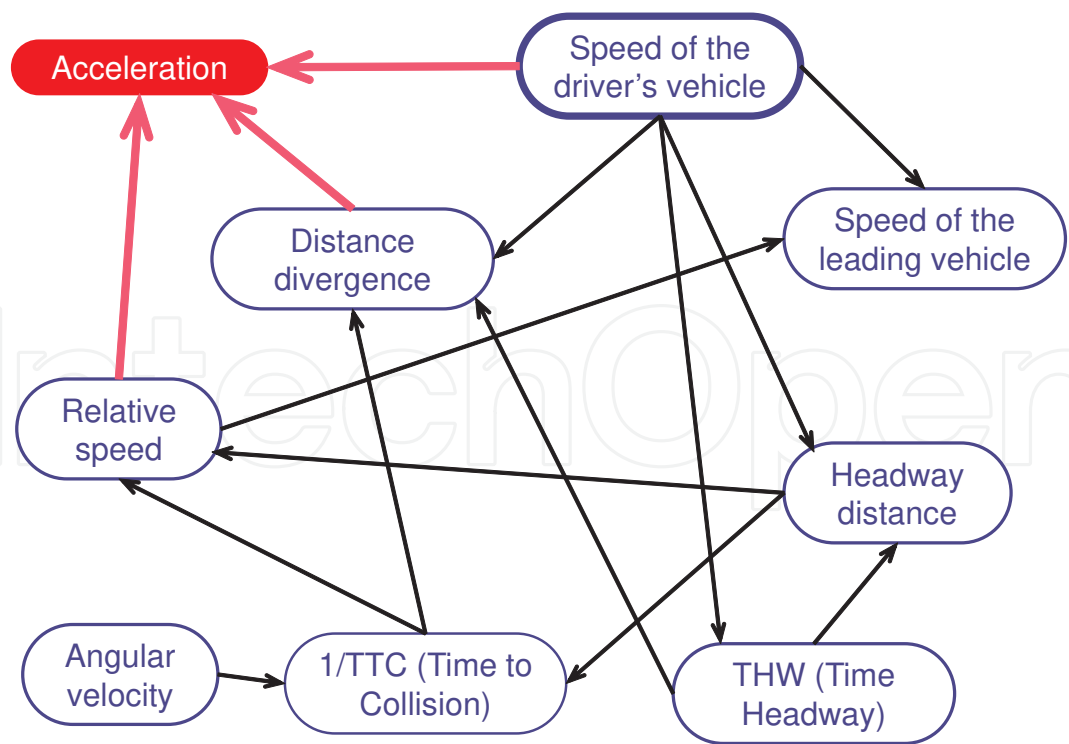 Acceleration
Speed of the
driver's vehicle
Speed of the
leading vehicle
Distance
divergence
Relative
speed
Headway
distance
Angular
velocity
1/TTC (Time to
Collision)
THW (Time
Headway)
IntechOpen